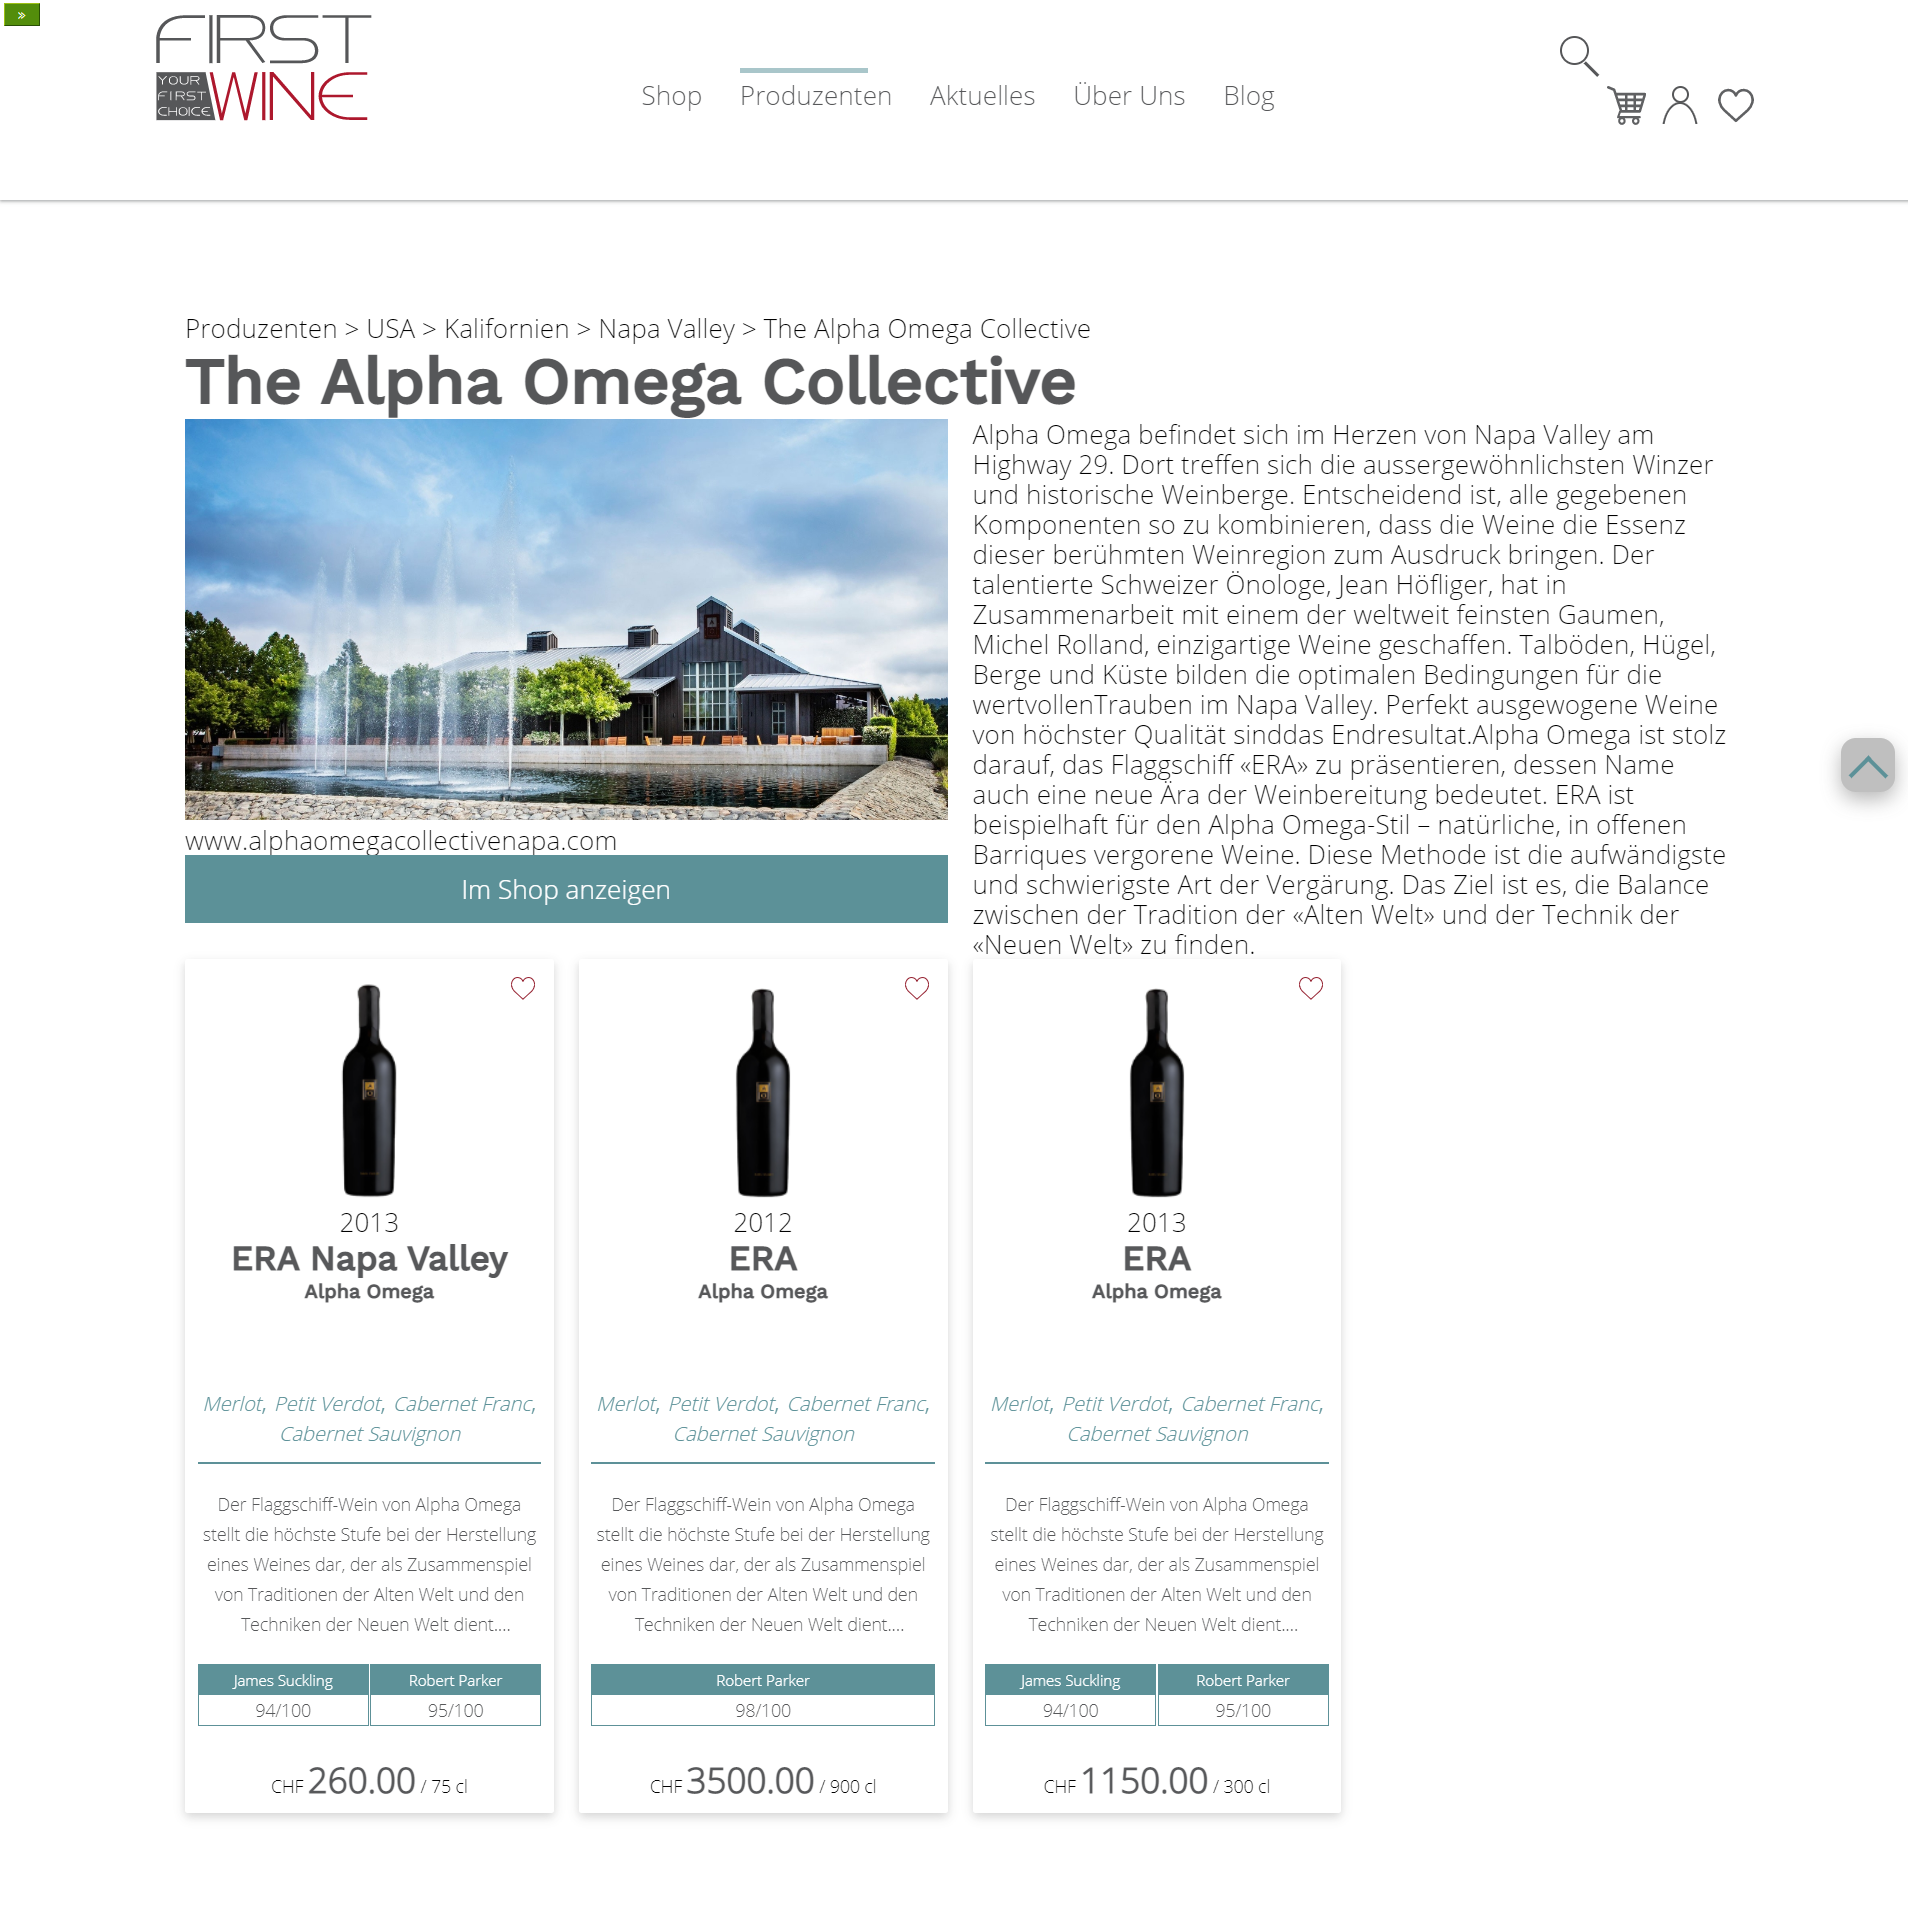 »
FIRST
YOUR
FIRST
CHOICE
WINE
Shop
Produzenten
Aktuelles
Über Uns
Blog
Produzenten > USA > Kalifornien > Napa Valley > The Alpha Omega Collective
The Alpha Omega Collective
Alpha Omega befindet sich im Herzen von Napa Valley am
Highway 29. Dort treffen sich die aussergewöhnlichsten Winzer
und historische Weinberge. Entscheidend ist, alle gegebenen
Komponenten so zu kombinieren, dass die Weine die Essenz
dieser berühmten Weinregion zum Ausdruck bringen. Der
talentierte Schweizer Önologe, Jean Höfliger, hat in
Zusammenarbeit mit einem der weltweit feinsten Gaumen,
Michel Rolland, einzigartige Weine geschaffen. Talböden, Hügel,
Berge und Küste bilden die optimalen Bedingungen für die
wertvollenTrauben im Napa Valley. Perfekt ausgewogene Weine
von höchster Qualität sinddas Endresultat.Alpha Omega ist stolz
darauf, das Flaggschiff «ERA» zu präsentieren, dessen Name
auch eine neue Ära der Weinbereitung bedeutet. ERA ist
beispielhaft für den Alpha Omega-Stil – natürliche, in offenen
Barriques vergorene Weine. Diese Methode ist die aufwändigste
und schwierigste Art der Vergärung. Das Ziel ist es, die Balance
zwischen der Tradition der «Alten Welt» und der Technik der
«Neuen Welt» zu finden.
www.alphaomegacollectivenapa.com
Im Shop anzeigen
2013
ERA Napa Valley
Alpha Omega
Merlot, Petit Verdot, Cabernet Franc,
Cabernet Sauvignon
Der Flaggschiff-Wein von Alpha Omega
stellt die höchste Stufe bei der Herstellung
eines Weines dar, der als Zusammenspiel
von Traditionen der Alten Welt und den
Techniken der Neuen Welt dient....
James Suckling
94/100
Robert Parker
95/100
CHF 260.00 / 75 cl
2012
ERA
Alpha Omega
Merlot, Petit Verdot, Cabernet Franc,
Cabernet Sauvignon
Der Flaggschiff-Wein von Alpha Omega
stellt die höchste Stufe bei der Herstellung
eines Weines dar, der als Zusammenspiel
von Traditionen der Alten Welt und den
Techniken der Neuen Welt dient....
Robert Parker
98/100
CHF 3500.00 / 900 cl
2013
ERA
Alpha Omega
Merlot, Petit Verdot, Cabernet Franc,
Cabernet Sauvignon
Der Flaggschiff-Wein von Alpha Omega
stellt die höchste Stufe bei der Herstellung
eines Weines dar, der als Zusammenspiel
von Traditionen der Alten Welt und den
Techniken der Neuen Welt dient....
James Suckling
94/100
Robert Parker
95/100
CHF 1150.00 / 300 cl